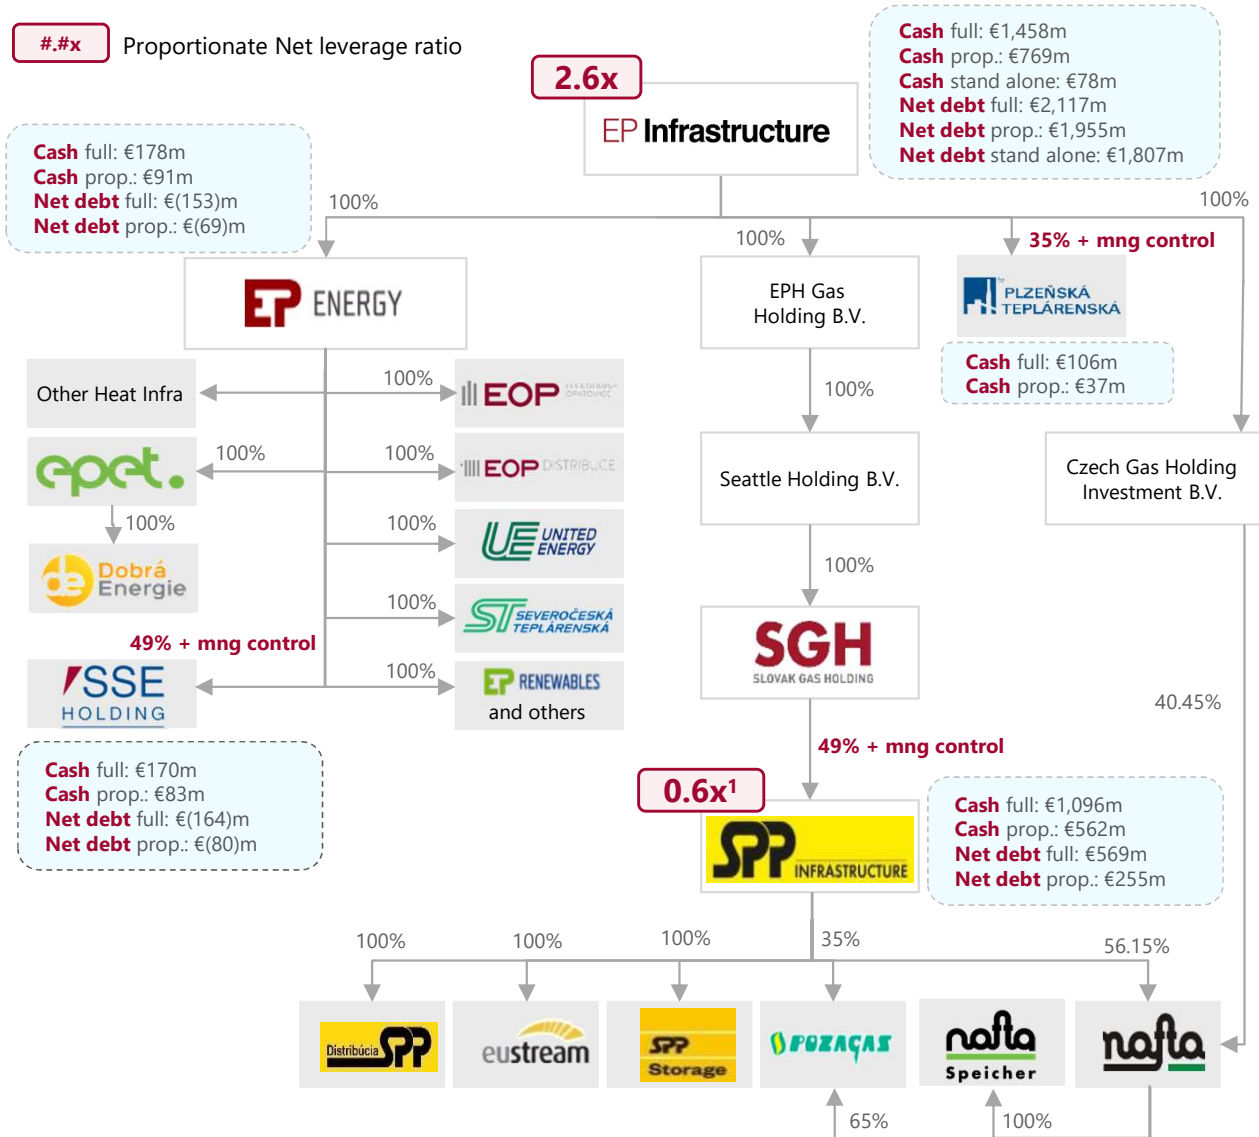 #.#x Proportionate Net leverage ratio
Cash full: €1,458m
Cash prop.: €769m
Cash stand alone: €78m
Net debt full: €2,117m
Net debt prop.: €1,955m
Net debt stand alone: €1,807m
2.6x
EP Infrastructure
Cash full: €178m
Cash prop.: €91m
Net debt full: €(153)m
Net debt prop.: €(69)m
100%
100%
100%
35% + mng control
EP ENERGY
EPH Gas
Holding B.V.
PLZEŇSKÁ
TEPLÁRENSKÁ
Cash full: €106m
Cash prop.: €37m
Other Heat Infra
100%
EOP ELEKTRÁRNY
OPATOVICE
100%
epet.
100%
100%
EOP DISTRIBUCE
Seattle Holding B.V.
Czech Gas Holding
Investment B.V.
100%
100%
UE UNITED
ENERGY
100%
de Dobrá
Energie
100%
ST SEVEROČESKÁ
TEPLÁRENSKÁ
SGH
SLOVAK GAS HOLDING
49% + mng control
SSE
HOLDING
100%
EP RENEWABLES
and others
40.45%
49% + mng control
Cash full: €170m
Cash prop.: €83m
Net debt full: €(164)m
Net debt prop.: €(80)m
0.6x¹
SPP INFRASTRUCTURE
Cash full: €1,096m
Cash prop.: €562m
Net debt full: €569m
Net debt prop.: €255m
100%
100%
100%
35%
56.15%
Distribúcia SPP
eustream
SPP
Storage
POZAGAS
nafta
Speicher
nafta
65%
100%